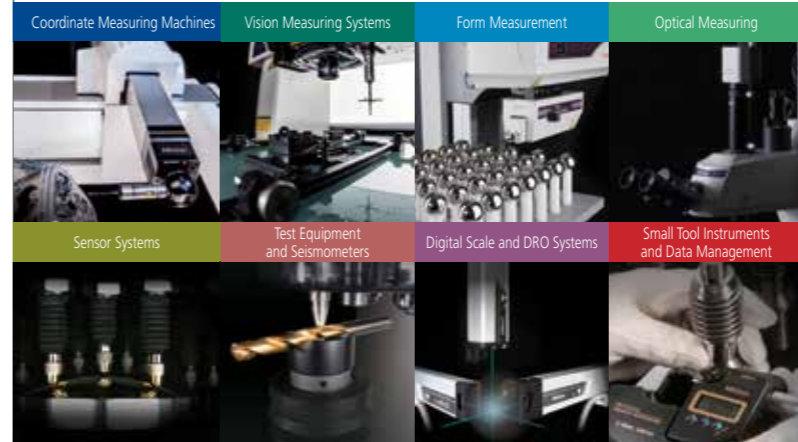 Coordinate Measuring Machines
Vision Measuring Systems
Form Measurement
Optical Measuring
Sensor Systems
Test Equipment
and Seismometers
Digital Scale and DRO Systems
Small Tool Instruments
and Data Management